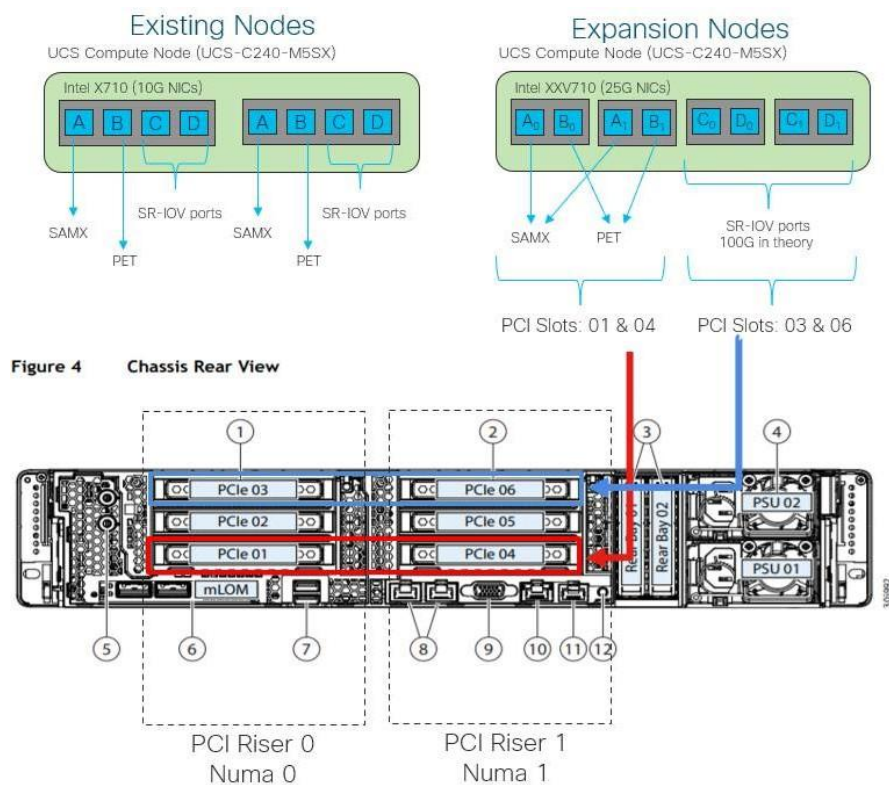 Existing Nodes
UCS Compute Node (UCS-C240-M5SX)
Intel X710 (10G NICs)
A B C D A B C D
SR-IOV ports SR-IOV ports
SAMX SAMX
PET PET
Expansion Nodes
UCS Compute Node (UCS-C240-M5SX)
Intel XXV710 (25G NICs)
A0 B0 A1 B1 C0 D0 C1 D1
SAMX PET
SR-IOV ports
100G in theory
PCI Slots: 01 & 04 PCI Slots: 03 & 06
Figure 4 Chassis Rear View
1 2 3 4
PCIe 03 PCIe 06
PCIe 02 PCIe 05
PCIe 01 PCIe 04
mLOM
Rear Bay 01
Rear Bay 02
PSU 02
PSU 01
5 6 7 8 9 10 11 12
PCI Riser 0
Numa 0
PCI Riser 1
Numa 1